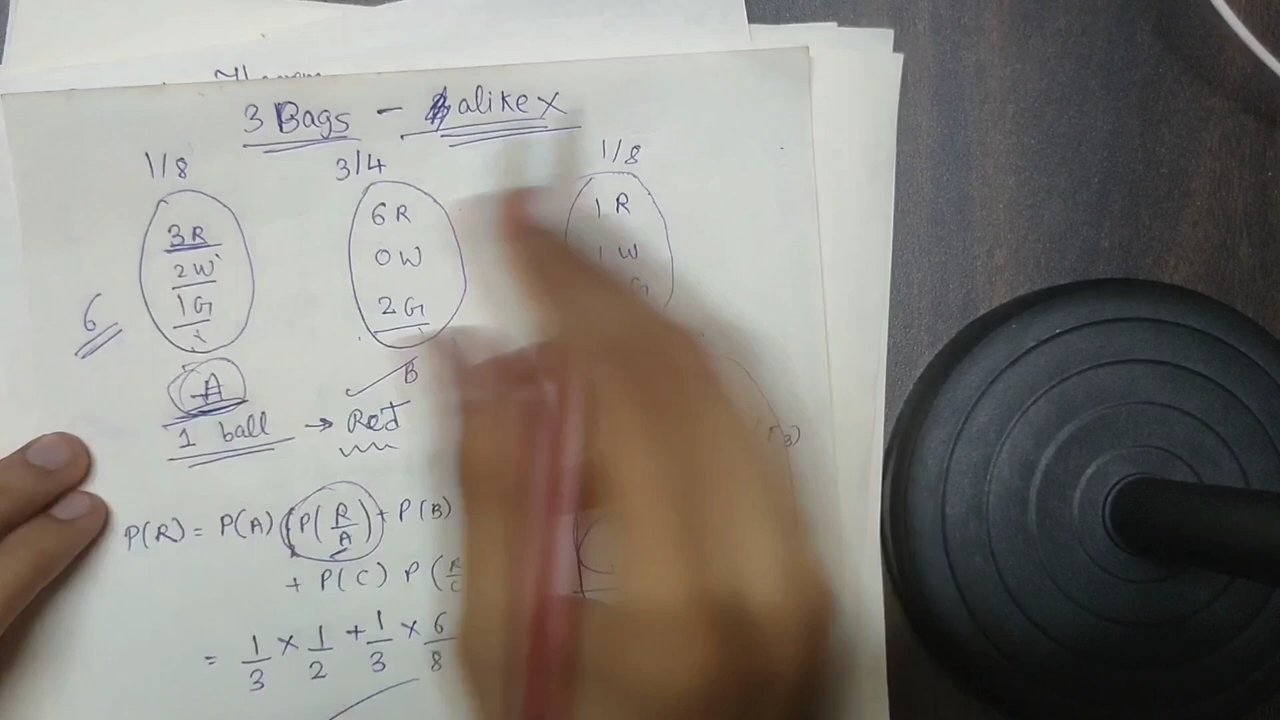 3 Bags - alike x
1/8 3/4 1/8
3R 6R 1R
2W 0W 1W
1G 2G G
6
A B
1 ball → Red
P(R) = P(A) (P(R/A) + P(B)
+ P(C) P(
= 1/3 × 1/2 + 1/3 × 6/8